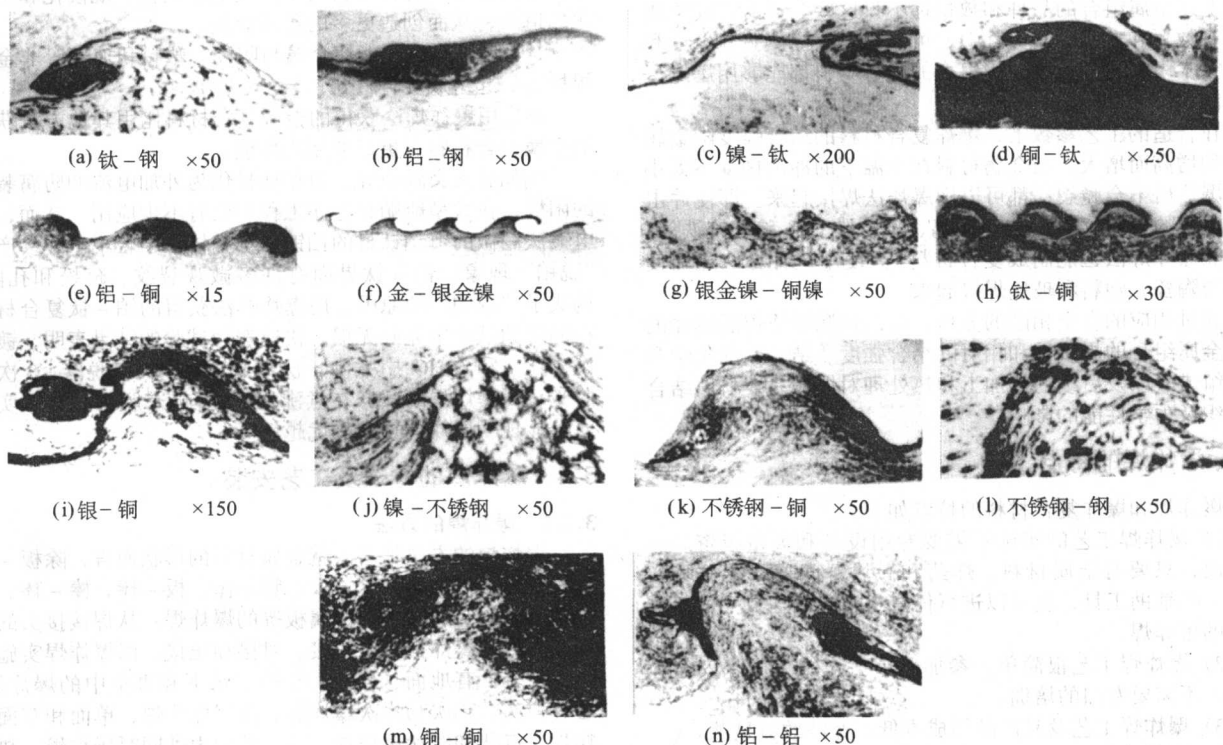 (a) 钛－钢 ×50
(b) 铝－钢 ×50
(c) 镍－钛 ×200
(d) 铜－钛 ×250
(e) 铝－铜 ×15
(f) 金－银金镍 ×50
(g) 银金镍－铜镍 ×50
(h) 钛－铜 ×30
(i) 银－铜 ×150
(j) 镍－不锈钢 ×50
(k) 不锈钢－铜 ×50
(l) 不锈钢－钢 ×50
3.
(m) 铜－铜 ×50
(n) 铝－铝 ×50